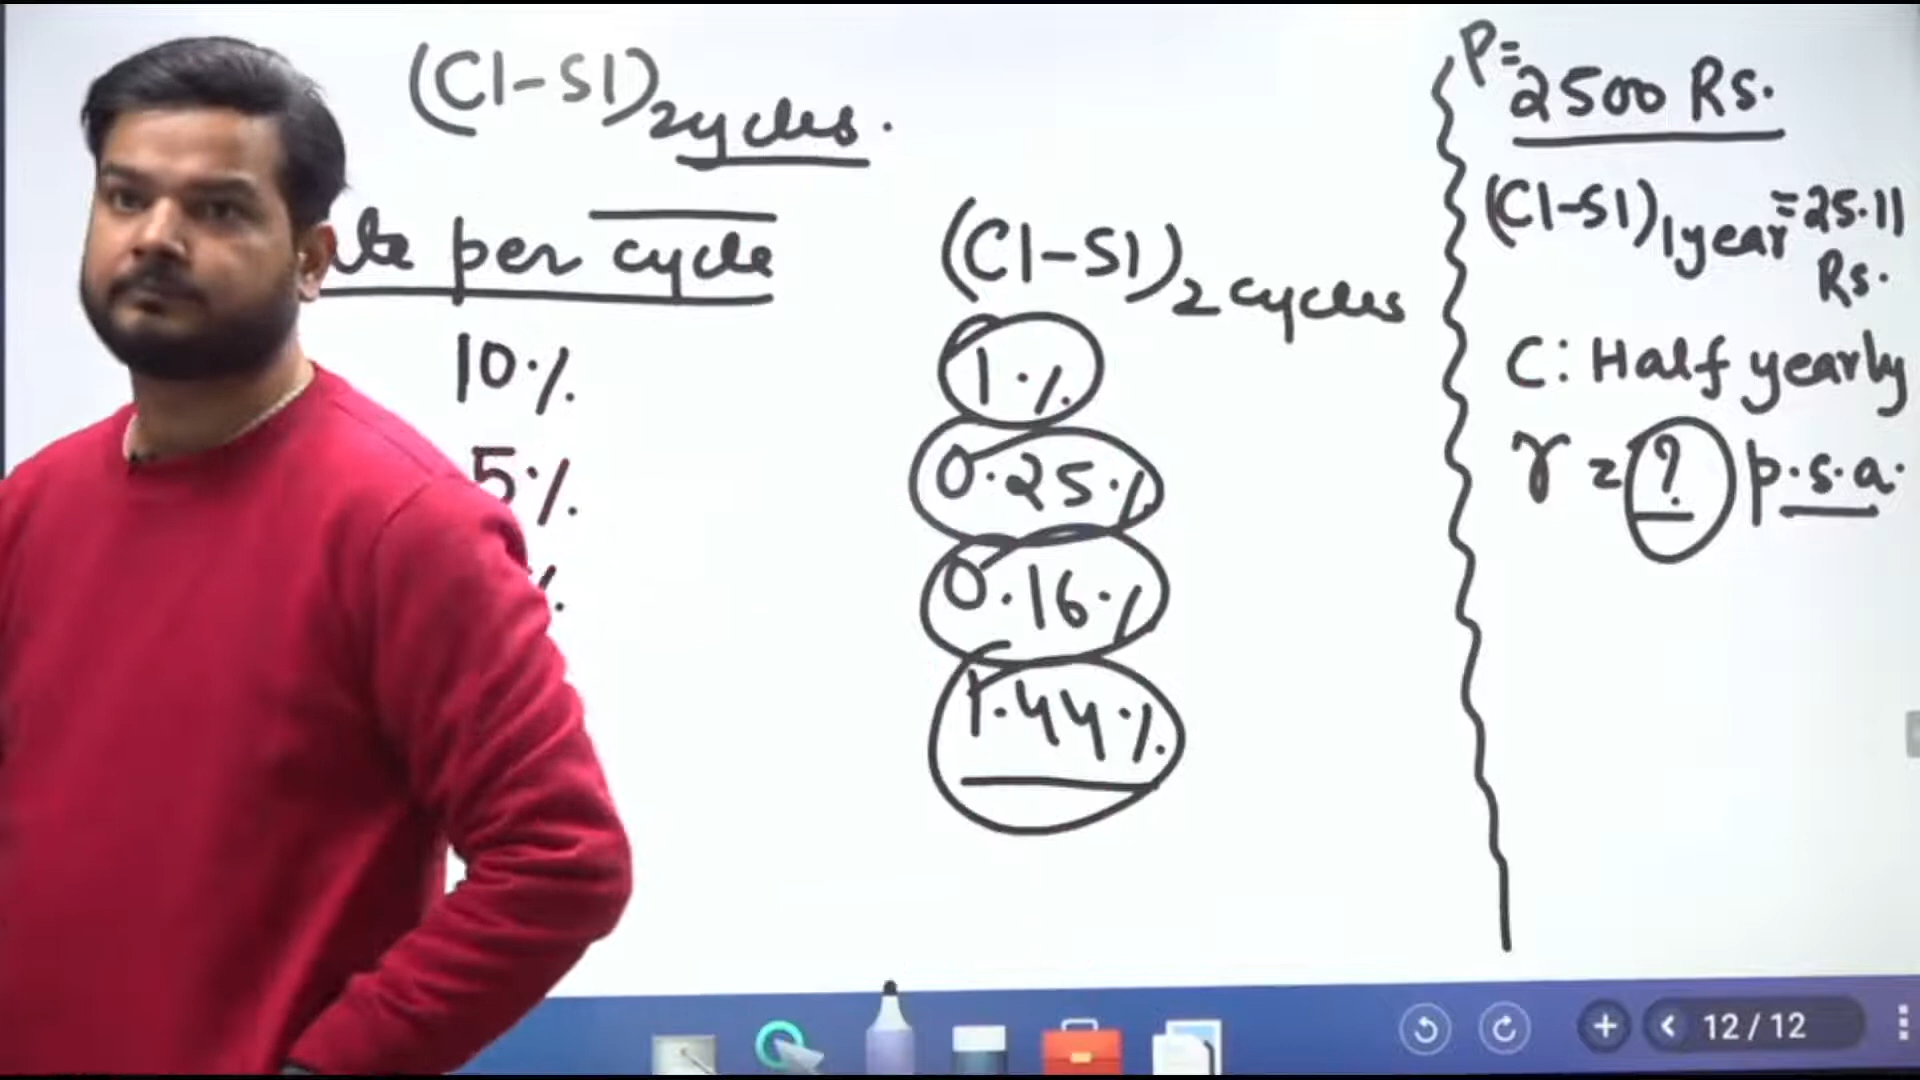 (CI-SI)2cycles.
per cycle
10%
5%
%
(CI-SI)2 cycles
1%
0.25%
0.16%
1.44%
P=
2500 Rs.
(CI-SI)1year=25.11
Rs.
C: Half yearly
r = ? p.s.a.
12 / 12